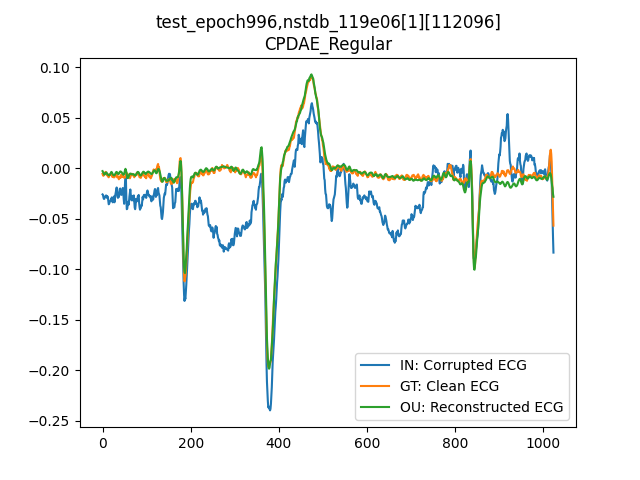 test_epoch996,nstdb_119e06[1][112096]
CPDAE_Regular
0.10
0.05
0.00
−0.05
−0.10
−0.15
−0.20
−0.25
IN: Corrupted ECG
GT: Clean ECG
OU: Reconstructed ECG
0 200 400 600 800 1000